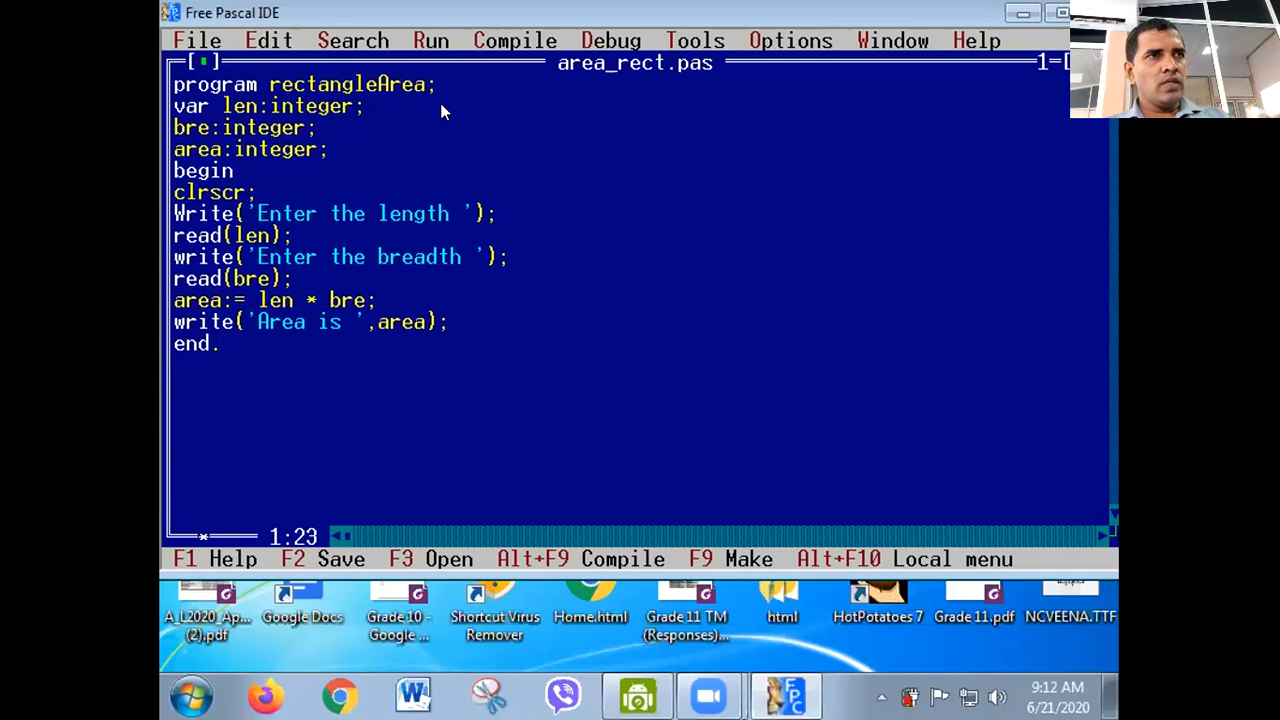 Free Pascal IDE
File Edit Search Run Compile Debug Tools Options Window Help
area_rect.pas 1
program rectangleArea;
var len:integer;
bre:integer;
area:integer;
begin
clrscr;
Write('Enter the length ');
read(len);
write('Enter the breadth ');
read(bre);
area:= len * bre;
write('Area is ',area);
end.
* 1:23
F1 Help F2 Save F3 Open Alt+F9 Compile F9 Make Alt+F10 Local menu
A_L2020_Ap... (2).pdf
Google Docs
Grade 10 - Google ...
Shortcut Virus Remover
Home.html
Grade 11 TM (Responses)...
html
HotPotatoes 7
Grade 11.pdf
NCVEENA.TTF
9:12 AM
6/21/2020